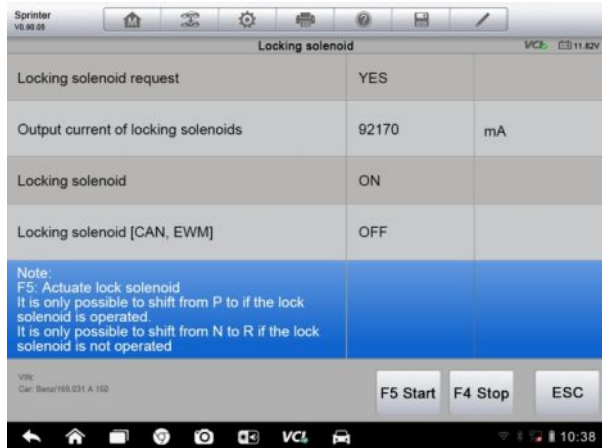 Sprinter
V0.90.05
Locking solenoid
VCI
11.82V
Locking solenoid request YES
Output current of locking solenoids 92170 mA
Locking solenoid ON
Locking solenoid [CAN, EWM] OFF
Note:
F5: Actuate lock solenoid
It is only possible to shift from P to if the lock
solenoid is operated.
It is only possible to shift from N to R if the lock
solenoid is not operated
VIN:
Car: Benz/169.031 A 160
F5 Start F4 Stop ESC
VCI 10:38